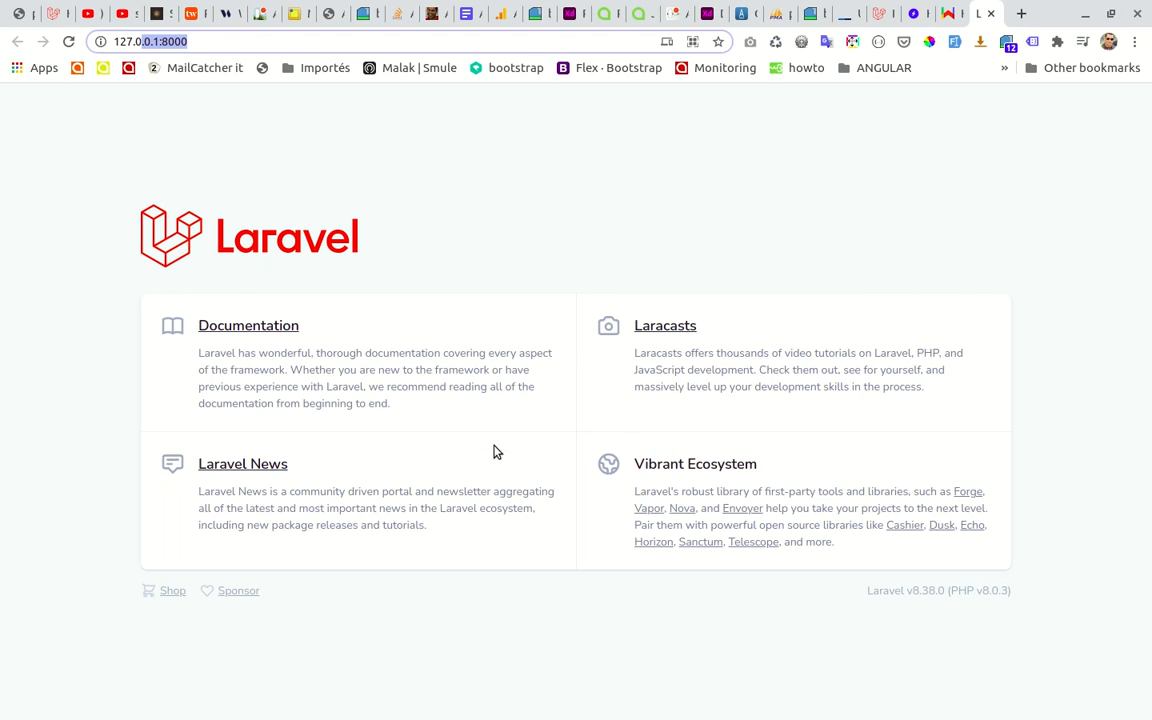 127.0.0.1:8000
12
Apps
MailCatcher it
Importés
Malak | Smule
bootstrap
Flex · Bootstrap
Monitoring
howto
ANGULAR
»
Other bookmarks
Laravel
Documentation
Laravel has wonderful, thorough documentation covering every aspect
of the framework. Whether you are new to the framework or have
previous experience with Laravel, we recommend reading all of the
documentation from beginning to end.
Laracasts
Laracasts offers thousands of video tutorials on Laravel, PHP, and
JavaScript development. Check them out, see for yourself, and
massively level up your development skills in the process.
Laravel News
Laravel News is a community driven portal and newsletter aggregating
all of the latest and most important news in the Laravel ecosystem,
including new package releases and tutorials.
Vibrant Ecosystem
Laravel's robust library of first-party tools and libraries, such as Forge,
Vapor, Nova, and Envoyer help you take your projects to the next level.
Pair them with powerful open source libraries like Cashier, Dusk, Echo,
Horizon, Sanctum, Telescope, and more.
Shop
Sponsor
Laravel v8.38.0 (PHP v8.0.3)